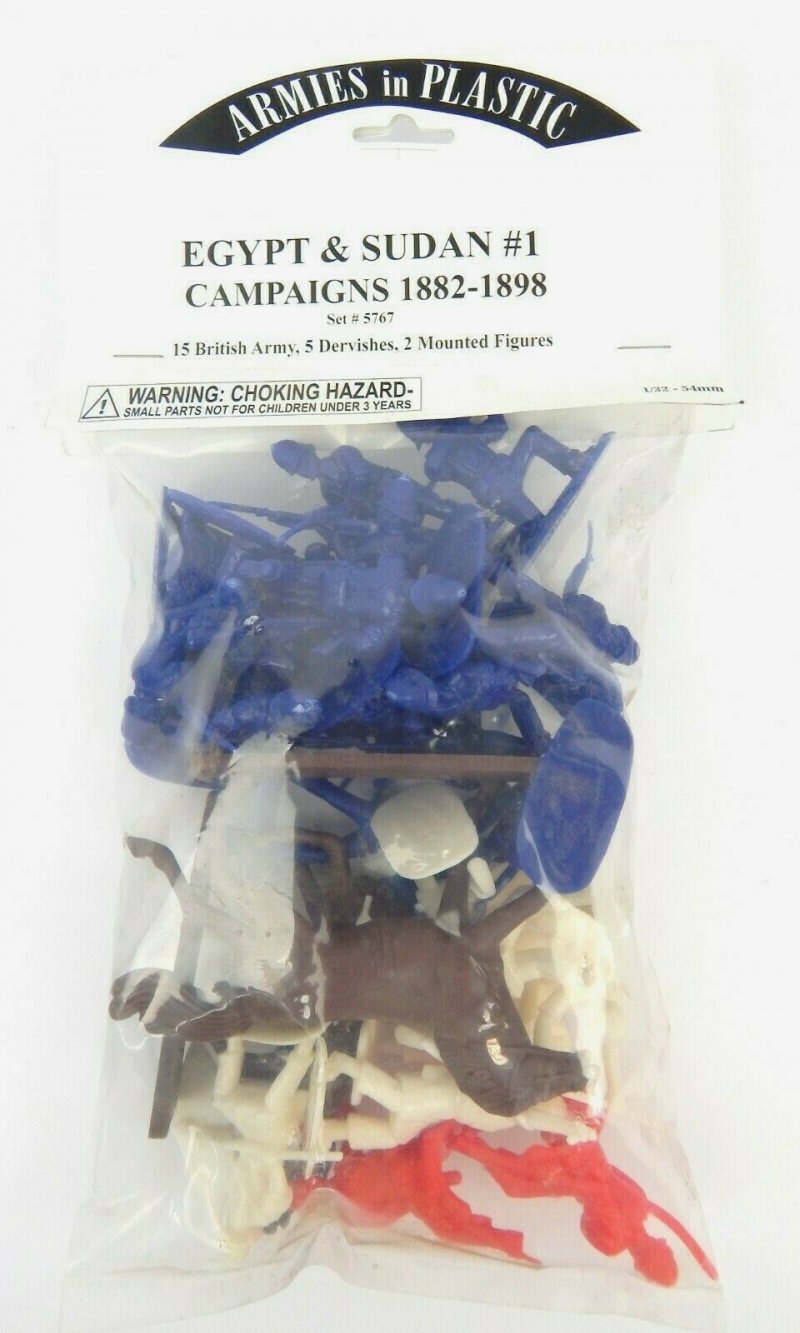 ARMIES in PLASTIC
EGYPT & SUDAN #1
CAMPAIGNS 1882-1898
Set # 5767
15 British Army, 5 Dervishes, 2 Mounted Figures
WARNING: CHOKING HAZARD-
SMALL PARTS NOT FOR CHILDREN UNDER 3 YEARS
1/32 - 54mm